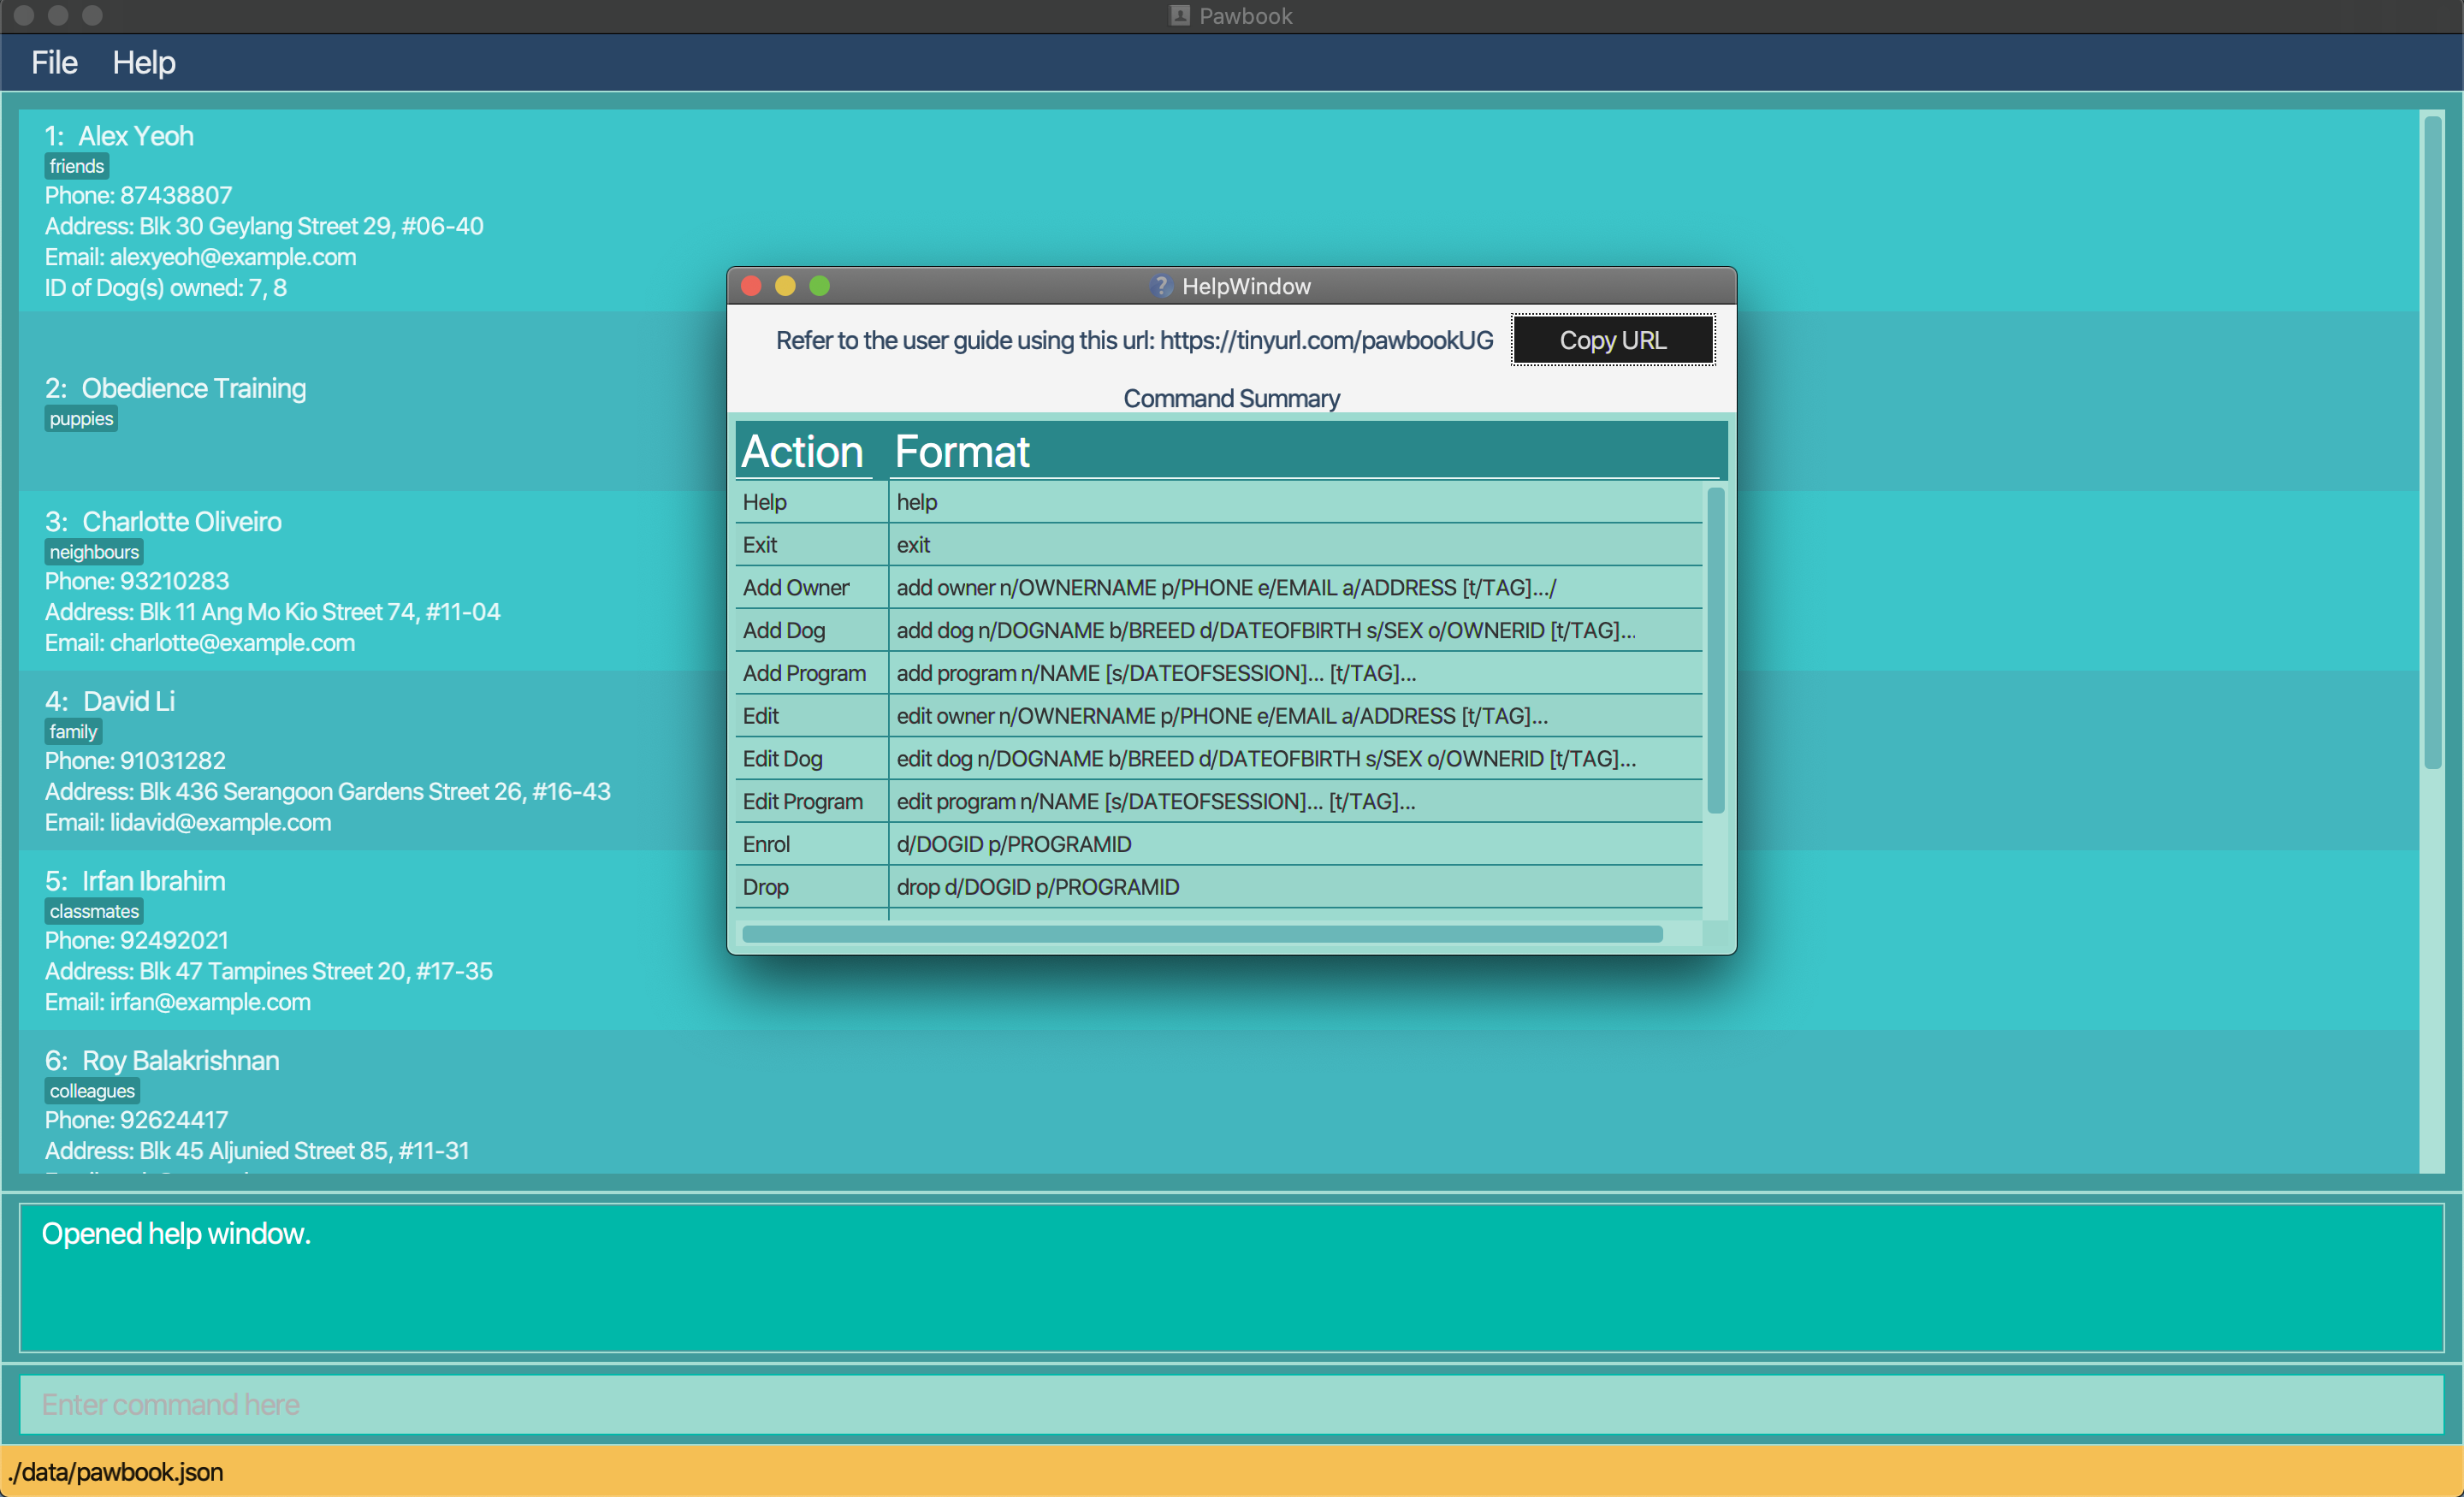 Pawbook
File Help
1: Alex Yeoh
friends
Phone: 87438807
Address: Blk 30 Geylang Street 29, #06-40
Email: alexyeoh@example.com
ID of Dog(s) owned: 7, 8
2: Obedience Training
puppies
3: Charlotte Oliveiro
neighbours
Phone: 93210283
Address: Blk 11 Ang Mo Kio Street 74, #11-04
Email: charlotte@example.com
4: David Li
family
Phone: 91031282
Address: Blk 436 Serangoon Gardens Street 26, #16-43
Email: lidavid@example.com
5: Irfan Ibrahim
classmates
Phone: 92492021
Address: Blk 47 Tampines Street 20, #17-35
Email: irfan@example.com
6: Roy Balakrishnan
colleagues
Phone: 92624417
Address: Blk 45 Aljunied Street 85, #11-31
HelpWindow
Refer to the user guide using this url: https://tinyurl.com/pawbookUG Copy URL
Command Summary
Action Format
Help help
Exit exit
Add Owner add owner n/OWNERNAME p/PHONE e/EMAIL a/ADDRESS [t/TAG].../
Add Dog add dog n/DOGNAME b/BREED d/DATEOFBIRTH s/SEX o/OWNERID [t/TAG]...
Add Program add program n/NAME [s/DATEOFSESSION]... [t/TAG]...
Edit edit owner n/OWNERNAME p/PHONE e/EMAIL a/ADDRESS [t/TAG]...
Edit Dog edit dog n/DOGNAME b/BREED d/DATEOFBIRTH s/SEX o/OWNERID [t/TAG]...
Edit Program edit program n/NAME [s/DATEOFSESSION]... [t/TAG]...
Enrol d/DOGID p/PROGRAMID
Drop drop d/DOGID p/PROGRAMID
Opened help window.
Enter command here
./data/pawbook.json